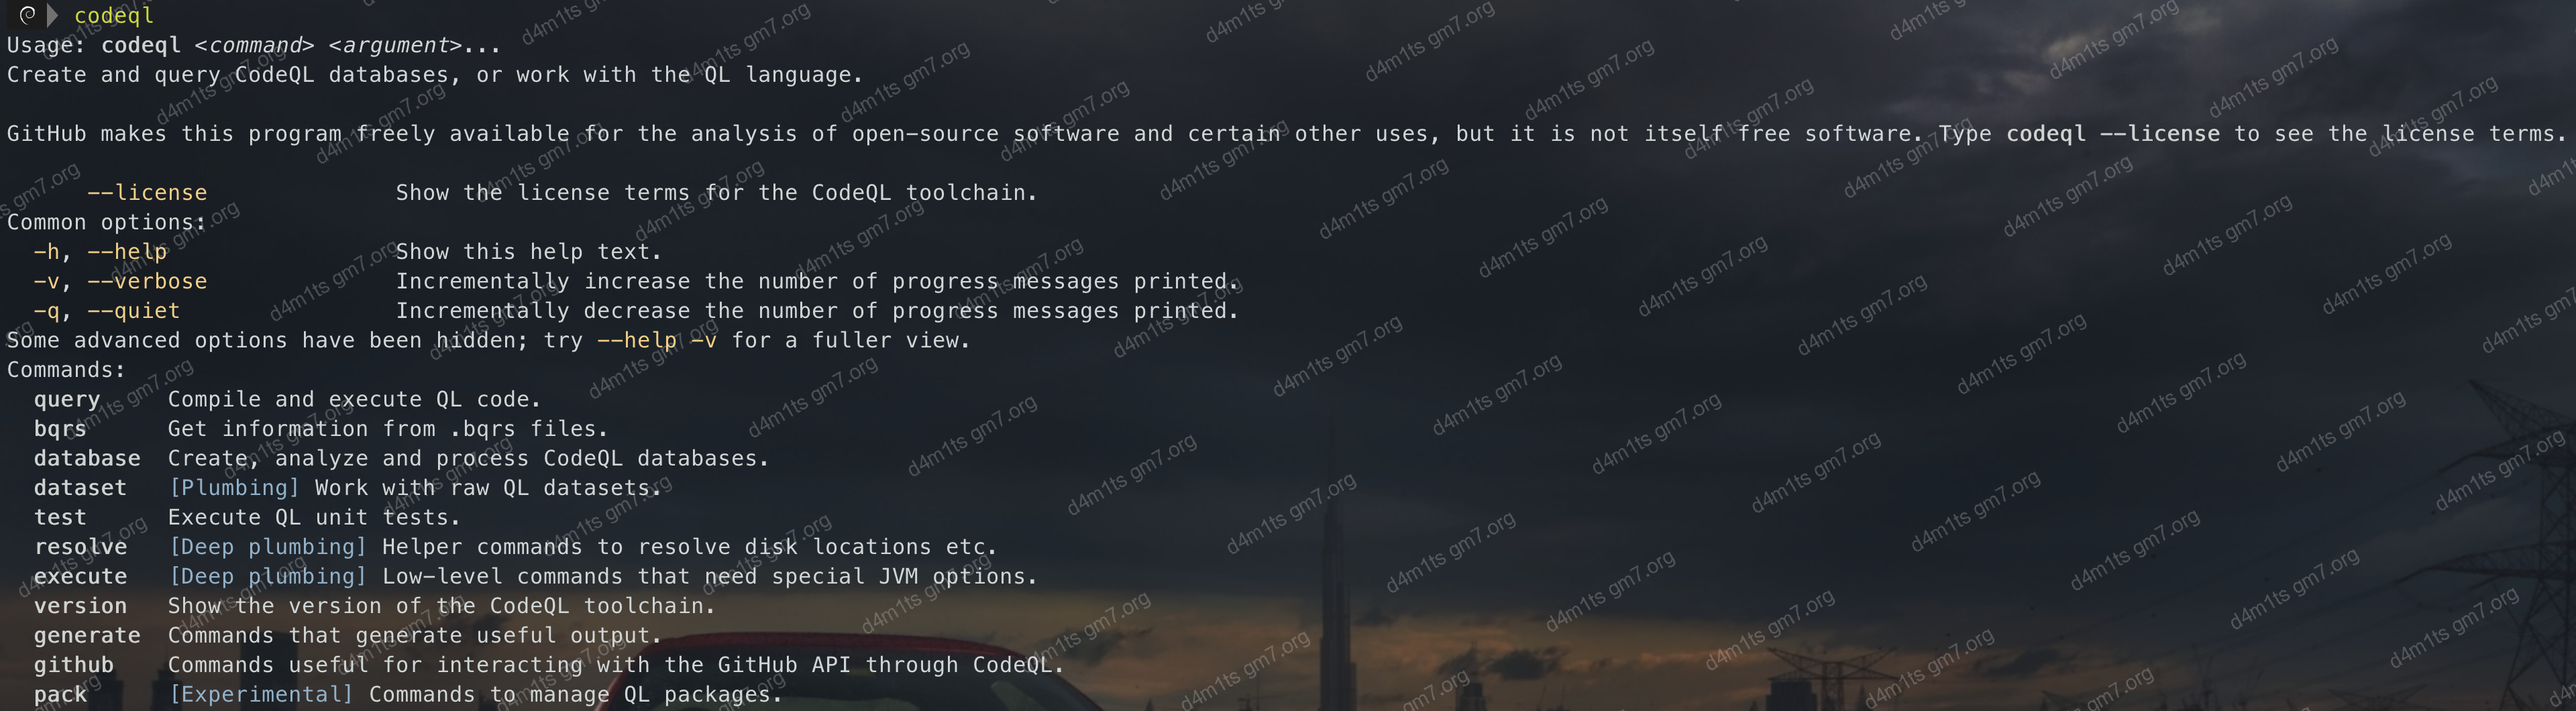 codeql
Usage: codeql <command> <argument>...
Create and query CodeQL databases, or work with the QL language.
GitHub makes this program freely available for the analysis of open-source software and certain other uses, but it is not itself free software. Type codeql --license to see the license terms.
--license Show the license terms for the CodeQL toolchain.
Common options:
-h, --help Show this help text.
-v, --verbose Incrementally increase the number of progress messages printed.
-q, --quiet Incrementally decrease the number of progress messages printed.
Some advanced options have been hidden; try --help -v for a fuller view.
Commands:
query Compile and execute QL code.
bqrs Get information from .bqrs files.
database Create, analyze and process CodeQL databases.
dataset [Plumbing] Work with raw QL datasets.
test Execute QL unit tests.
resolve [Deep plumbing] Helper commands to resolve disk locations etc.
execute [Deep plumbing] Low-level commands that need special JVM options.
version Show the version of the CodeQL toolchain.
generate Commands that generate useful output.
github Commands useful for interacting with the GitHub API through CodeQL.
pack [Experimental] Commands to manage QL packages.
d4m1ts gm7.org